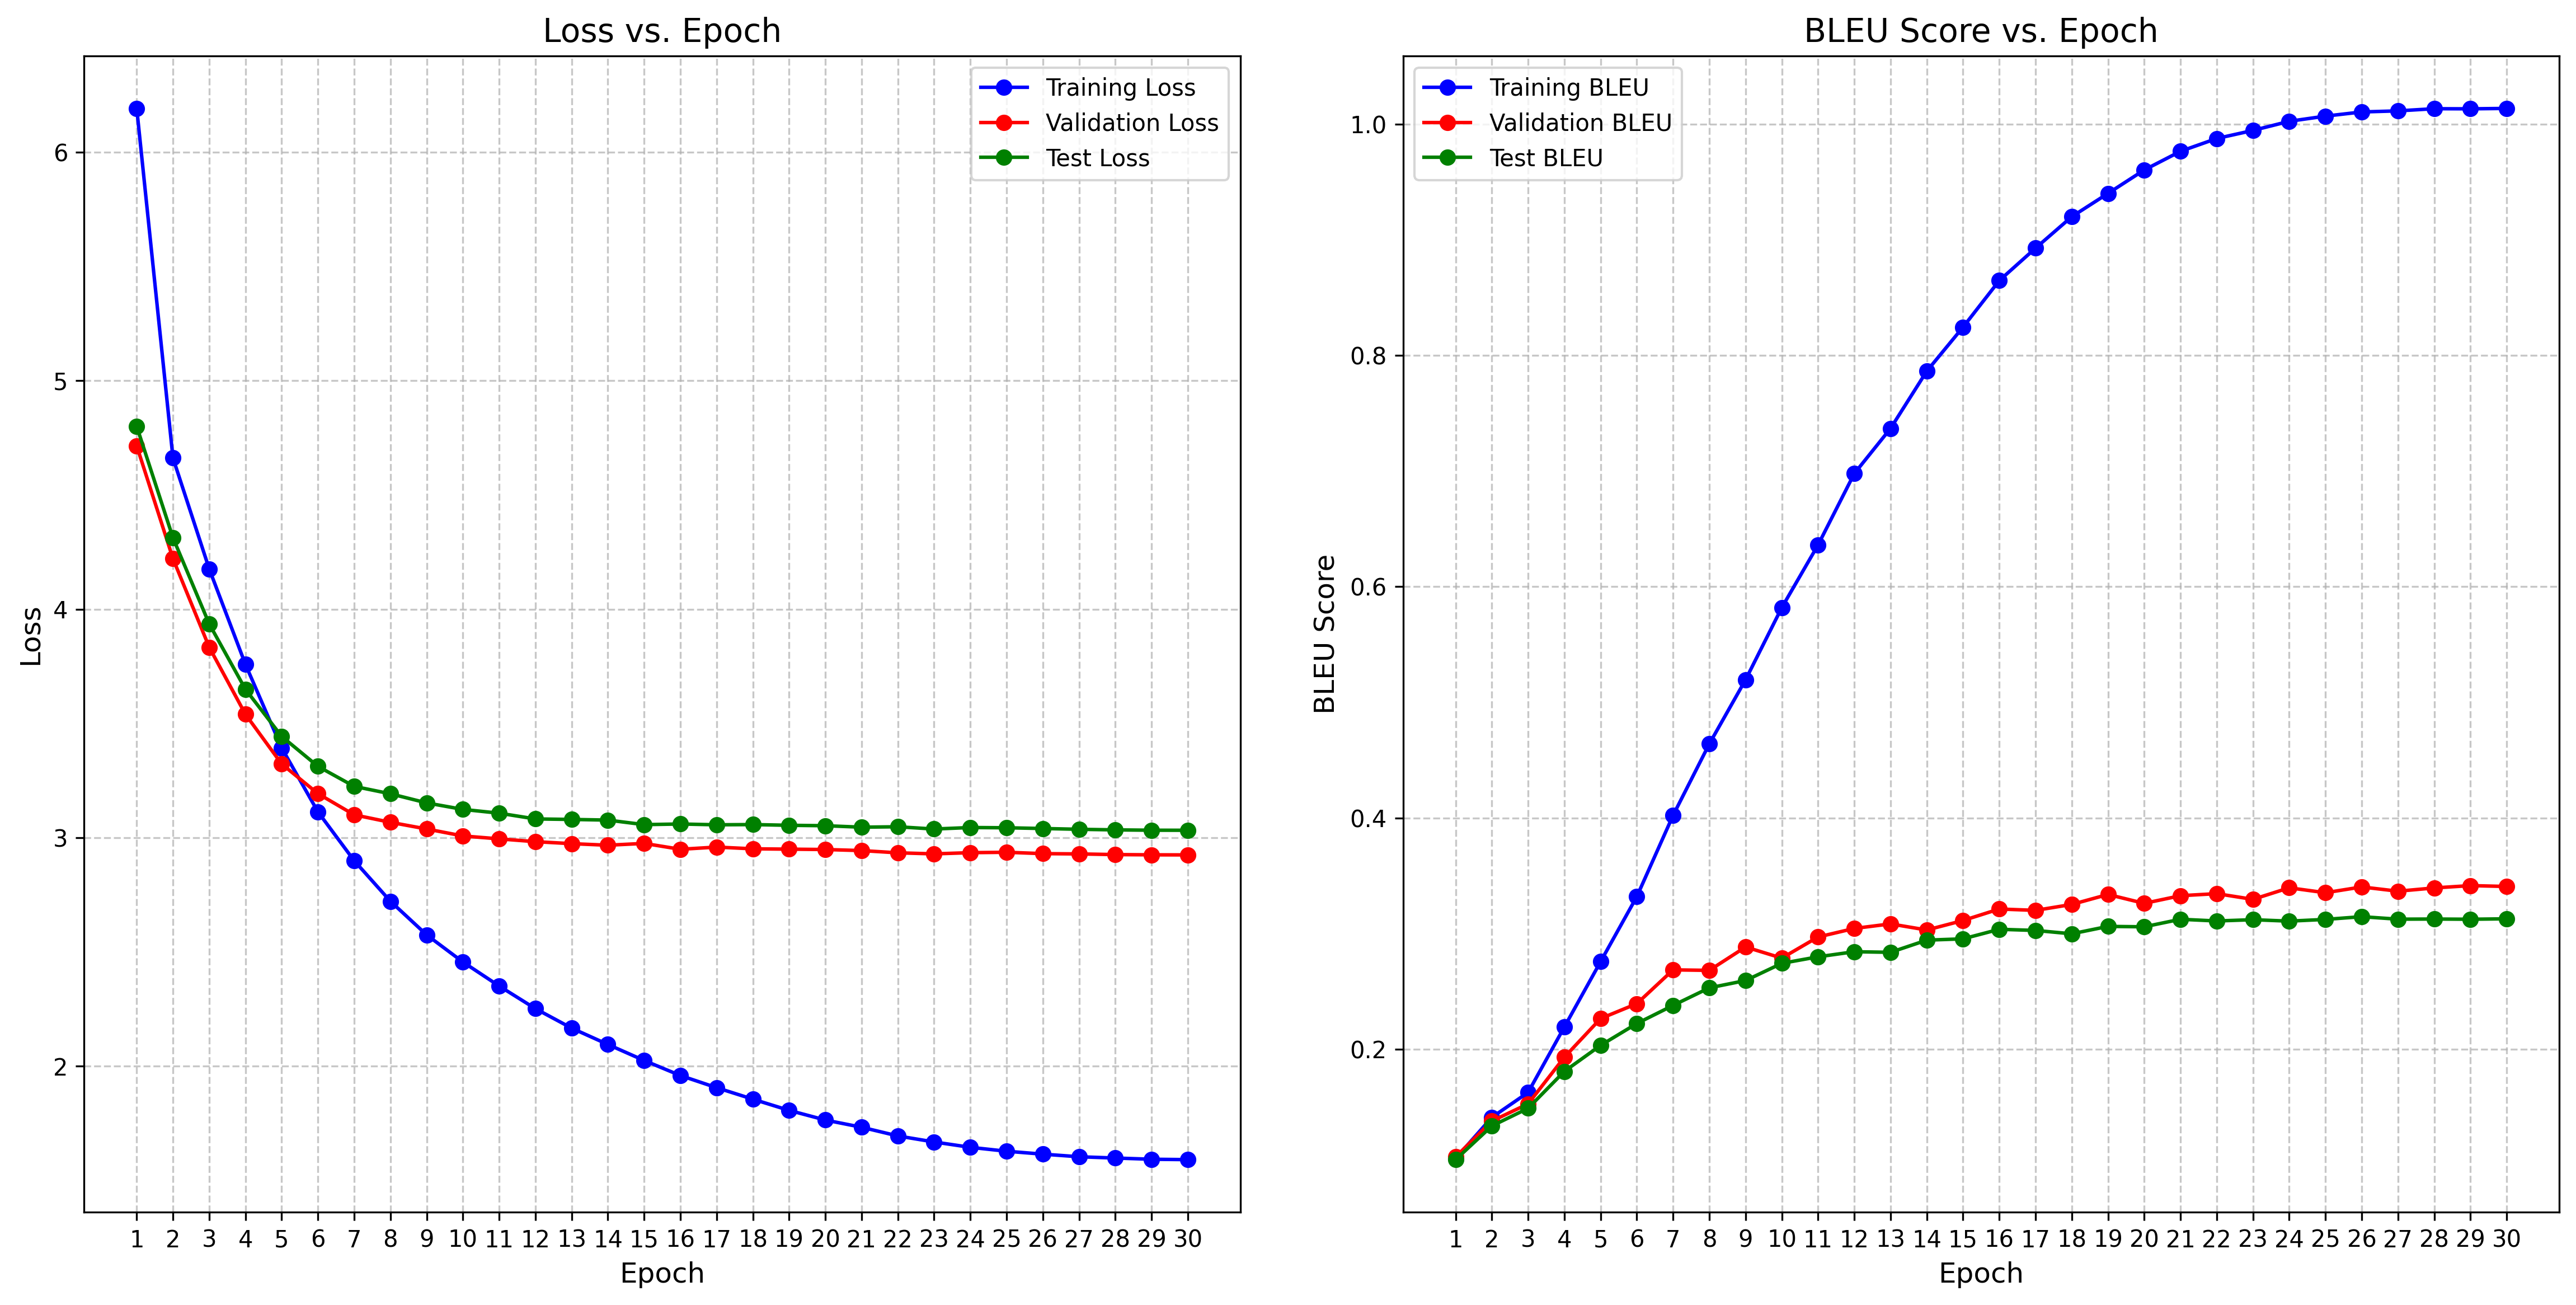 Loss vs. Epoch
Training Loss
Validation Loss
Test Loss
6
5
4
3
2
Loss
1 2 3 4 5 6 7 8 9 10 11 12 13 14 15 16 17 18 19 20 21 22 23 24 25 26 27 28 29 30
Epoch
BLEU Score vs. Epoch
Training BLEU
Validation BLEU
Test BLEU
1.0
0.8
0.6
0.4
0.2
BLEU Score
1 2 3 4 5 6 7 8 9 10 11 12 13 14 15 16 17 18 19 20 21 22 23 24 25 26 27 28 29 30
Epoch